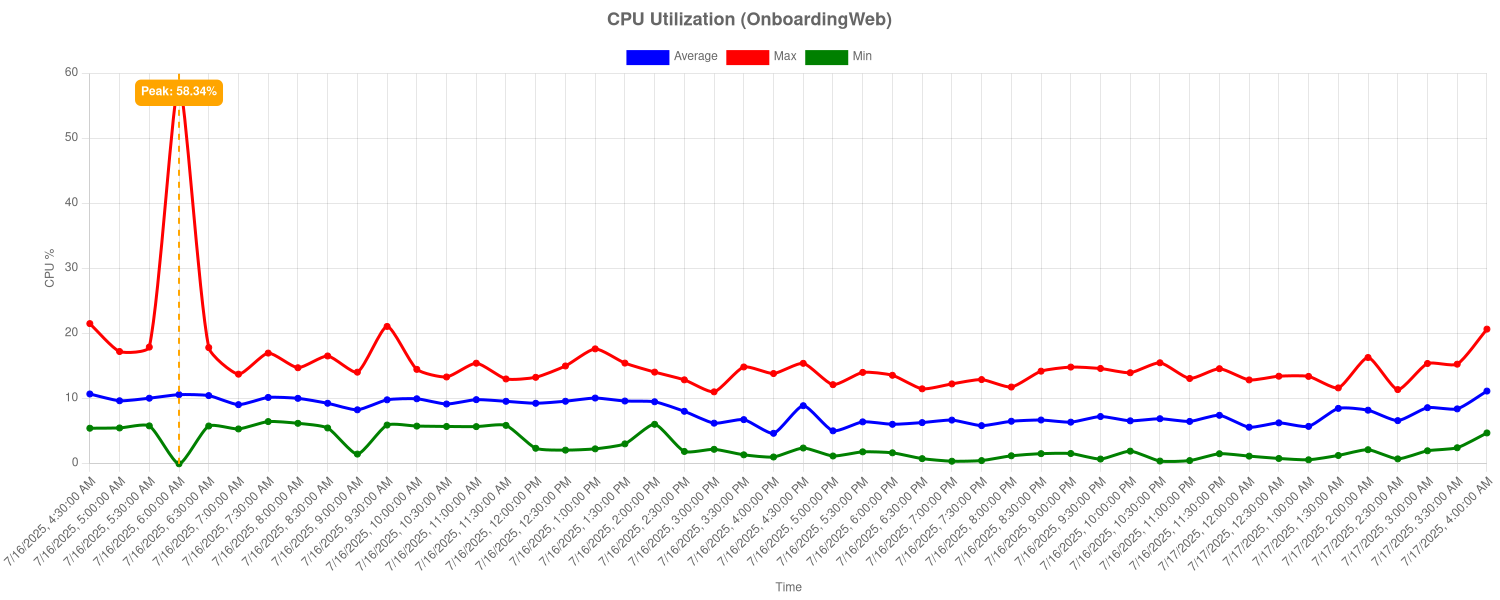 CPU Utilization (OnboardingWeb)
Average Max Min
Peak: 58.34%
60
50
40
30
20
10
0
CPU %
7/16/2025, 4:30:00 AM
7/16/2025, 5:00:00 AM
7/16/2025, 5:30:00 AM
7/16/2025, 6:00:00 AM
7/16/2025, 6:30:00 AM
7/16/2025, 7:00:00 AM
7/16/2025, 7:30:00 AM
7/16/2025, 8:00:00 AM
7/16/2025, 8:30:00 AM
7/16/2025, 9:00:00 AM
7/16/2025, 9:30:00 AM
7/16/2025, 10:00:00 AM
7/16/2025, 10:30:00 AM
7/16/2025, 11:00:00 AM
7/16/2025, 11:30:00 AM
7/16/2025, 12:00:00 PM
7/16/2025, 12:30:00 PM
7/16/2025, 1:00:00 PM
7/16/2025, 1:30:00 PM
7/16/2025, 2:00:00 PM
7/16/2025, 2:30:00 PM
7/16/2025, 3:00:00 PM
7/16/2025, 3:30:00 PM
7/16/2025, 4:00:00 PM
7/16/2025, 4:30:00 PM
7/16/2025, 5:00:00 PM
7/16/2025, 5:30:00 PM
7/16/2025, 6:00:00 PM
7/16/2025, 6:30:00 PM
7/16/2025, 7:00:00 PM
7/16/2025, 7:30:00 PM
7/16/2025, 8:00:00 PM
7/16/2025, 8:30:00 PM
7/16/2025, 9:00:00 PM
7/16/2025, 9:30:00 PM
7/16/2025, 10:00:00 PM
7/16/2025, 10:30:00 PM
7/16/2025, 11:00:00 PM
7/16/2025, 11:30:00 PM
7/17/2025, 12:00:00 AM
7/17/2025, 12:30:00 AM
7/17/2025, 1:00:00 AM
7/17/2025, 1:30:00 AM
7/17/2025, 2:00:00 AM
7/17/2025, 2:30:00 AM
7/17/2025, 3:00:00 AM
7/17/2025, 3:30:00 AM
7/17/2025, 4:00:00 AM
Time